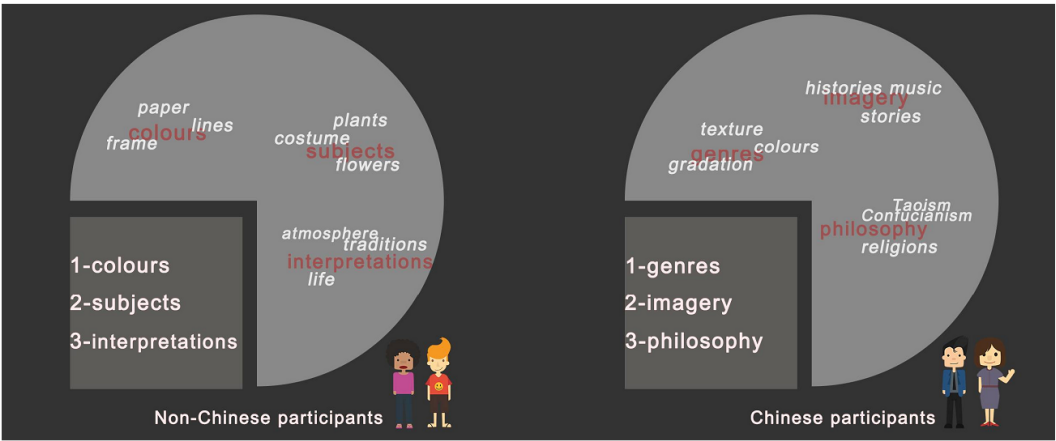 paper
lines
colours
frame
plants
costume
subjects
flowers
atmosphere
traditions
interpretations
life
1-colours
2-subjects
3-interpretations
Non-Chinese participants
histories music
imagery
stories
texture
colours
genres
gradation
Taoism
Confucianism
philosophy
religions
1-genres
2-imagery
3-philosophy
Chinese participants